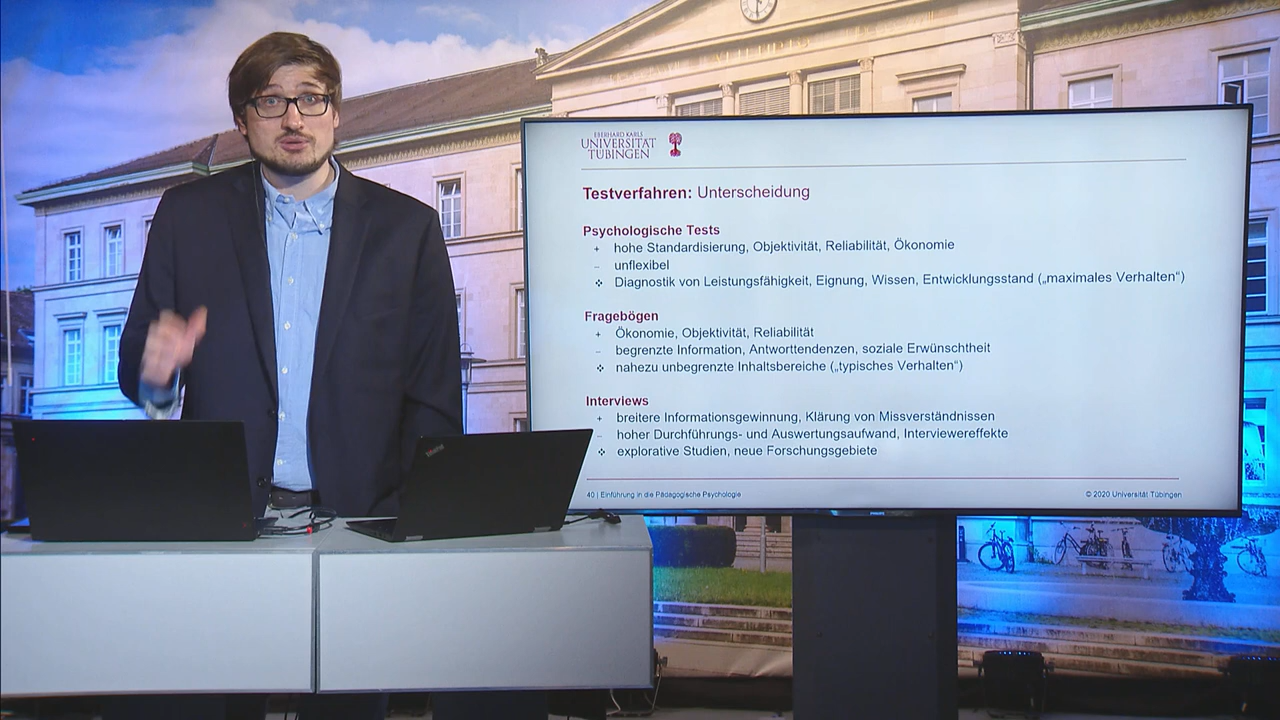 EBERHARD KARLS
UNIVERSITÄT
TÜBINGEN
Testverfahren: Unterscheidung
Psychologische Tests
+ hohe Standardisierung, Objektivität, Reliabilität, Ökonomie
– unflexibel
❖ Diagnostik von Leistungsfähigkeit, Eignung, Wissen, Entwicklungsstand („maximales Verhalten“)
Fragebögen
+ Ökonomie, Objektivität, Reliabilität
– begrenzte Information, Antworttendenzen, soziale Erwünschtheit
❖ nahezu unbegrenzte Inhaltsbereiche („typisches Verhalten“)
Interviews
+ breitere Informationsgewinnung, Klärung von Missverständnissen
– hoher Durchführungs- und Auswertungsaufwand, Interviewereffekte
❖ explorative Studien, neue Forschungsgebiete
40 | Einführung in die Pädagogische Psychologie
© 2020 Universität Tübingen
ThinkPad